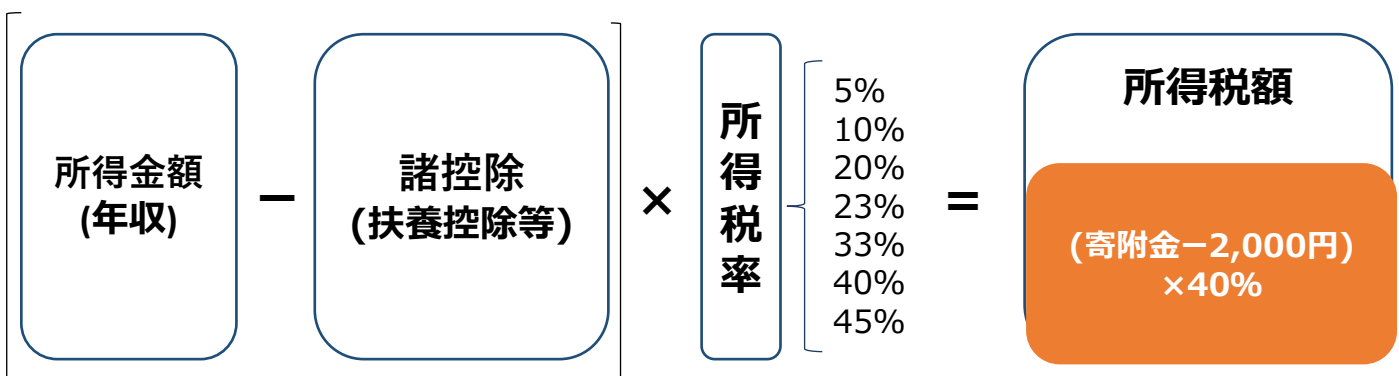 所得金額
(年収)
−
諸控除
(扶養控除等)
×
所得税率
5%
10%
20%
23%
33%
40%
45%
=
所得税額
(寄附金−2,000円)
×40%